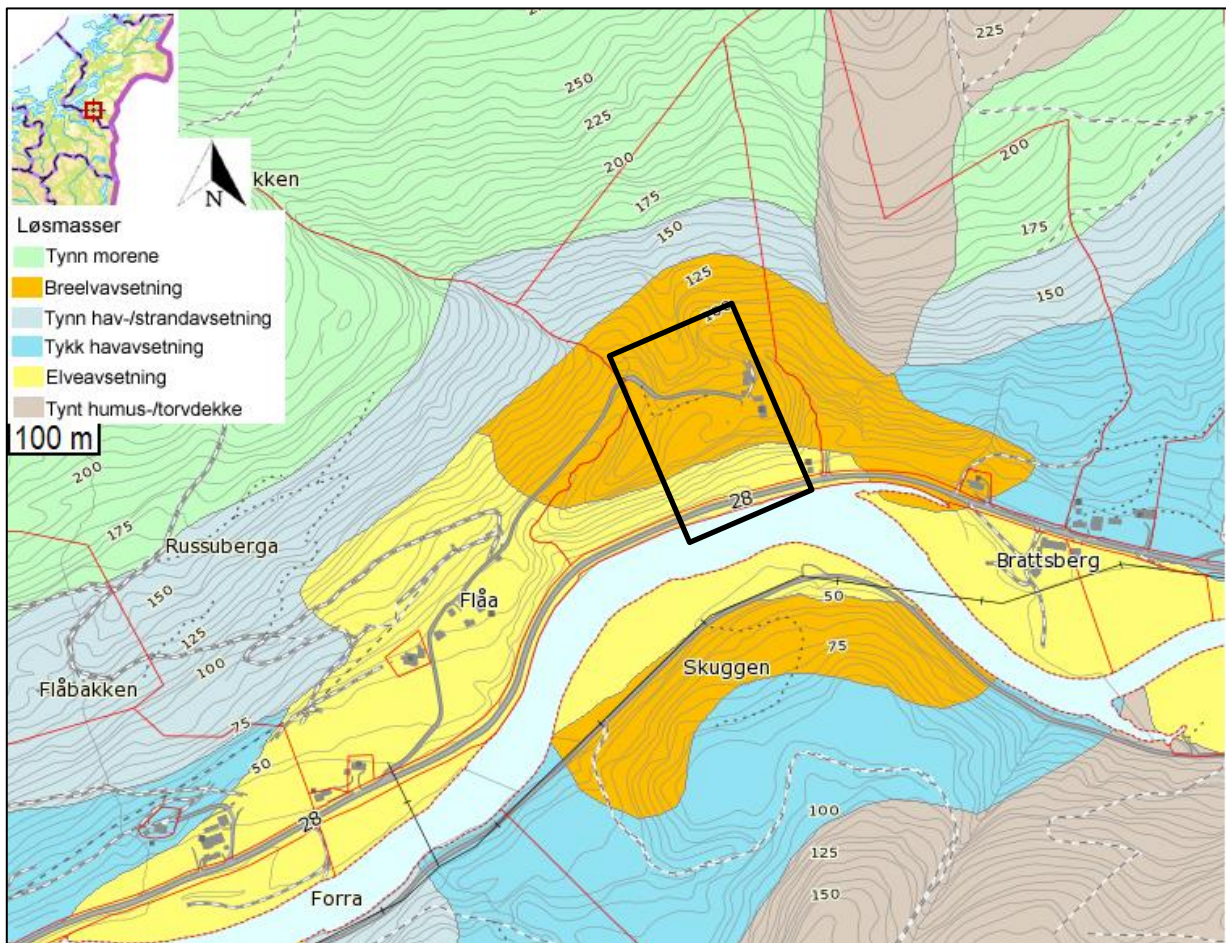 225
250
225
200
200
175
175
150
150
kken
N
Løsmasser
Tynn morene
Breelvavsetning
Tynn hav-/strandavsetning
Tykk havavsetning
Elveavsetning
Tynt humus-/torvdekke
100 m
125
100
200
175
28
Russuberga
Brattsberg
150
Flåa
50
125
100
Skuggen
75
Flåbakken
75
50
28
100
125
Forra
150